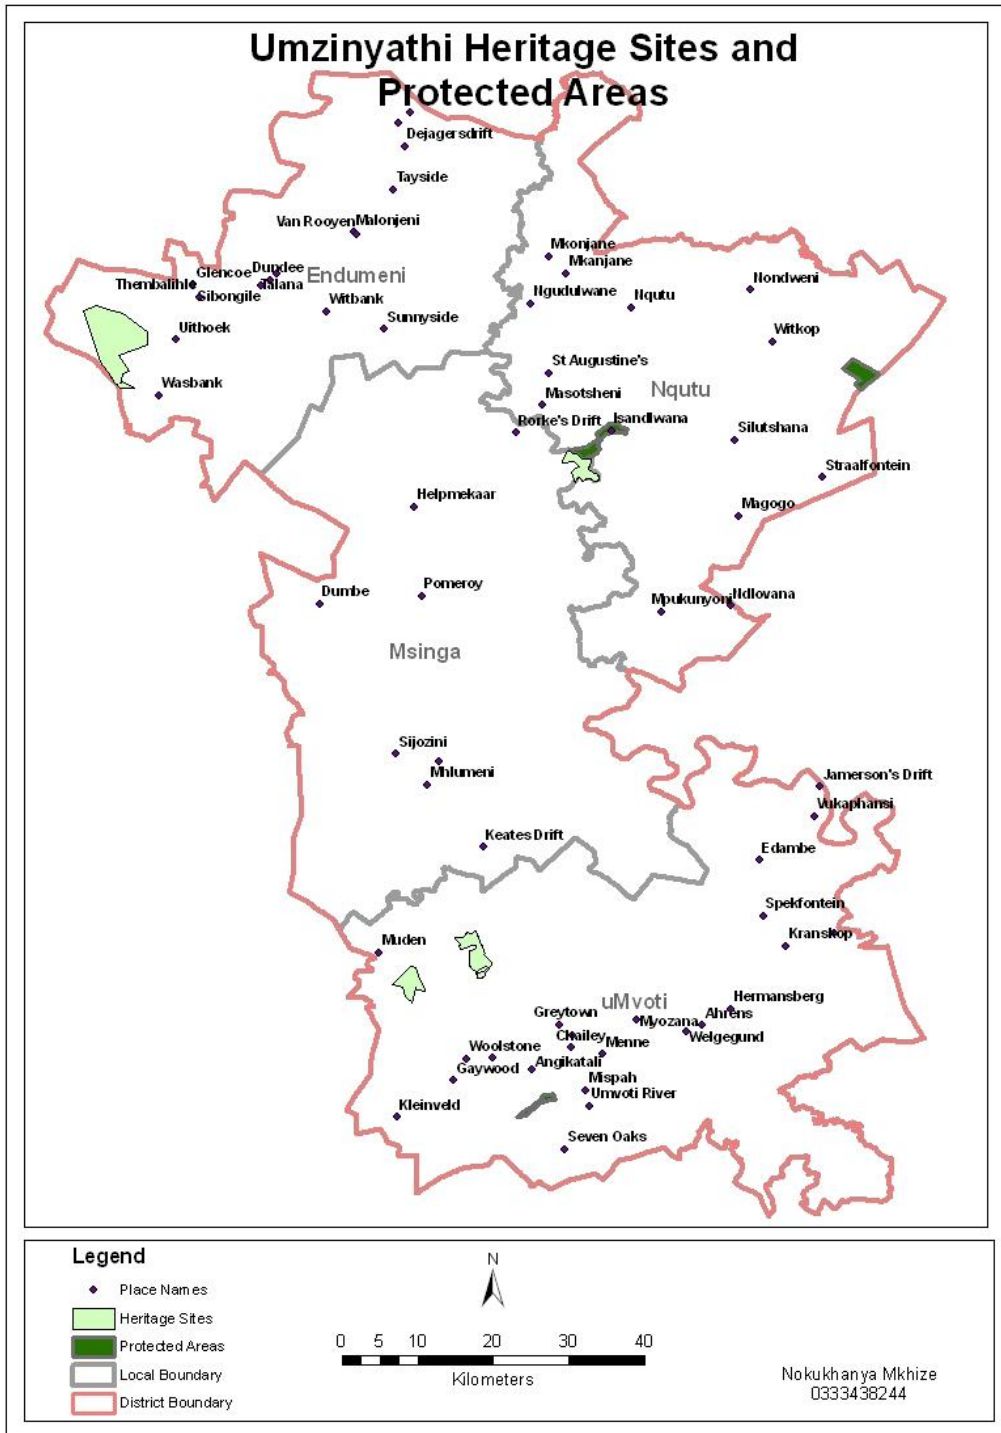 Umzinyathi Heritage Sites and
Protected Areas
Dejagersdrift
Tayside
Van Rooyen
Malonjeni
Mkonjane
Mkanjane
Glencoe
Dundee
Endumeni
Nondweni
Thembalihle
Talana
Sibongile
Witbank
Ngudulwane
Nqutu
Uithoek
Sunnyside
Witkop
St Augustine's
Wasbank
Masotsheni
Nqutu
Rorke's Drift
Isandlwana
Silutshana
Straalfontein
Helpmekaar
Magogo
Dumbe
Pomeroy
Mpukunyoni
Ndlovana
Msinga
Sijozini
Mhlumeni
Jamerson's Drift
Vukaphansi
Keates Drift
Edambe
Spekfontein
Muden
Kranskop
uMvoti
Hermansberg
Greytown
Myozana
Ahrens
Chailey
Welgegund
Woolstone
Menne
Gaywood
Angikatali
Mispah
Kleinveld
Umvoti River
Seven Oaks
Legend
Place Names
Heritage Sites
Protected Areas
Local Boundary
District Boundary
N
0 5 10 20 30 40
Kilometers
Nokukhanya Mkhize
0333438244